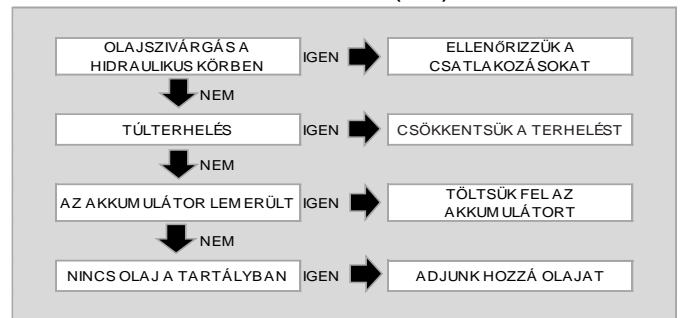 OLAJSZIVÁRGÁS A
HIDRAULIKUS KÖRBEN
IGEN
ELLENŐRIZZÜK A
CSATLAKOZÁSOKAT
NEM
TÚLTERHELÉS
IGEN
CSÖKKENTSÜK A TERHELÉST
NEM
AZ AKKUMULÁTOR LEMERÜLT
IGEN
TÖLTSÜK FEL AZ
AKKUMULÁTORT
NEM
NINCS OLAJ A TARTÁLYBAN
IGEN
ADJUNK HOZZÁ OLAJAT